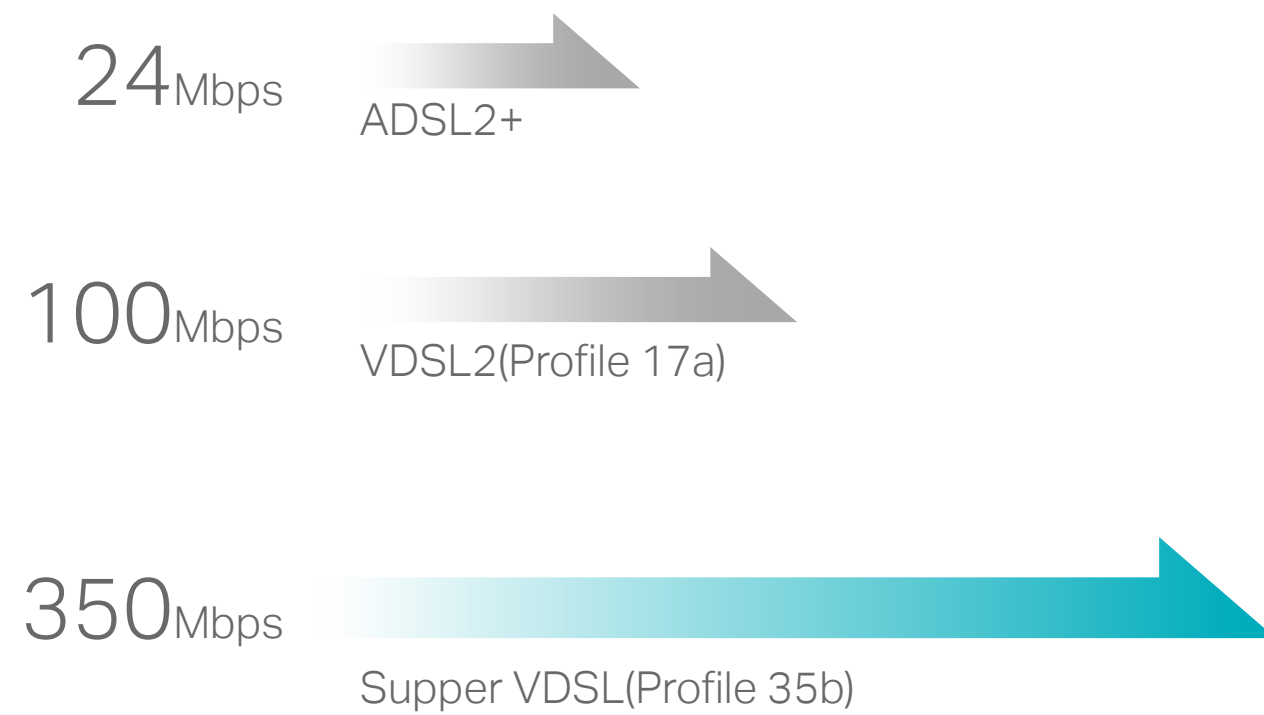 24Mbps
ADSL2+
100Mbps
VDSL2(Profile 17a)
350Mbps
Supper VDSL(Profile 35b)